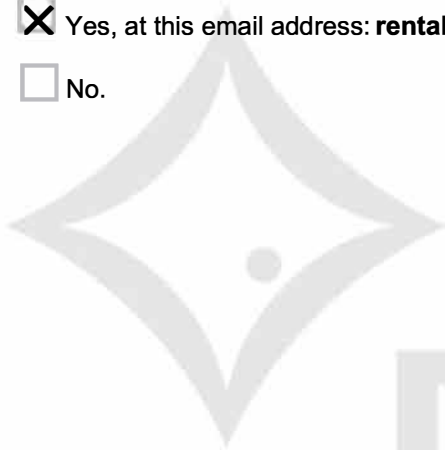 Yes, at this email address: rental
No.